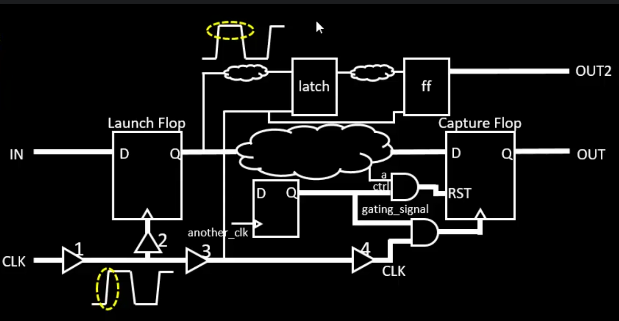 latch
ff
OUT2
Launch Flop
Capture Flop
IN
D
Q
D
Q
OUT
D
Q
a
ctrl
RST
another_clk
gating_signal
CLK
1
2
3
4
CLK